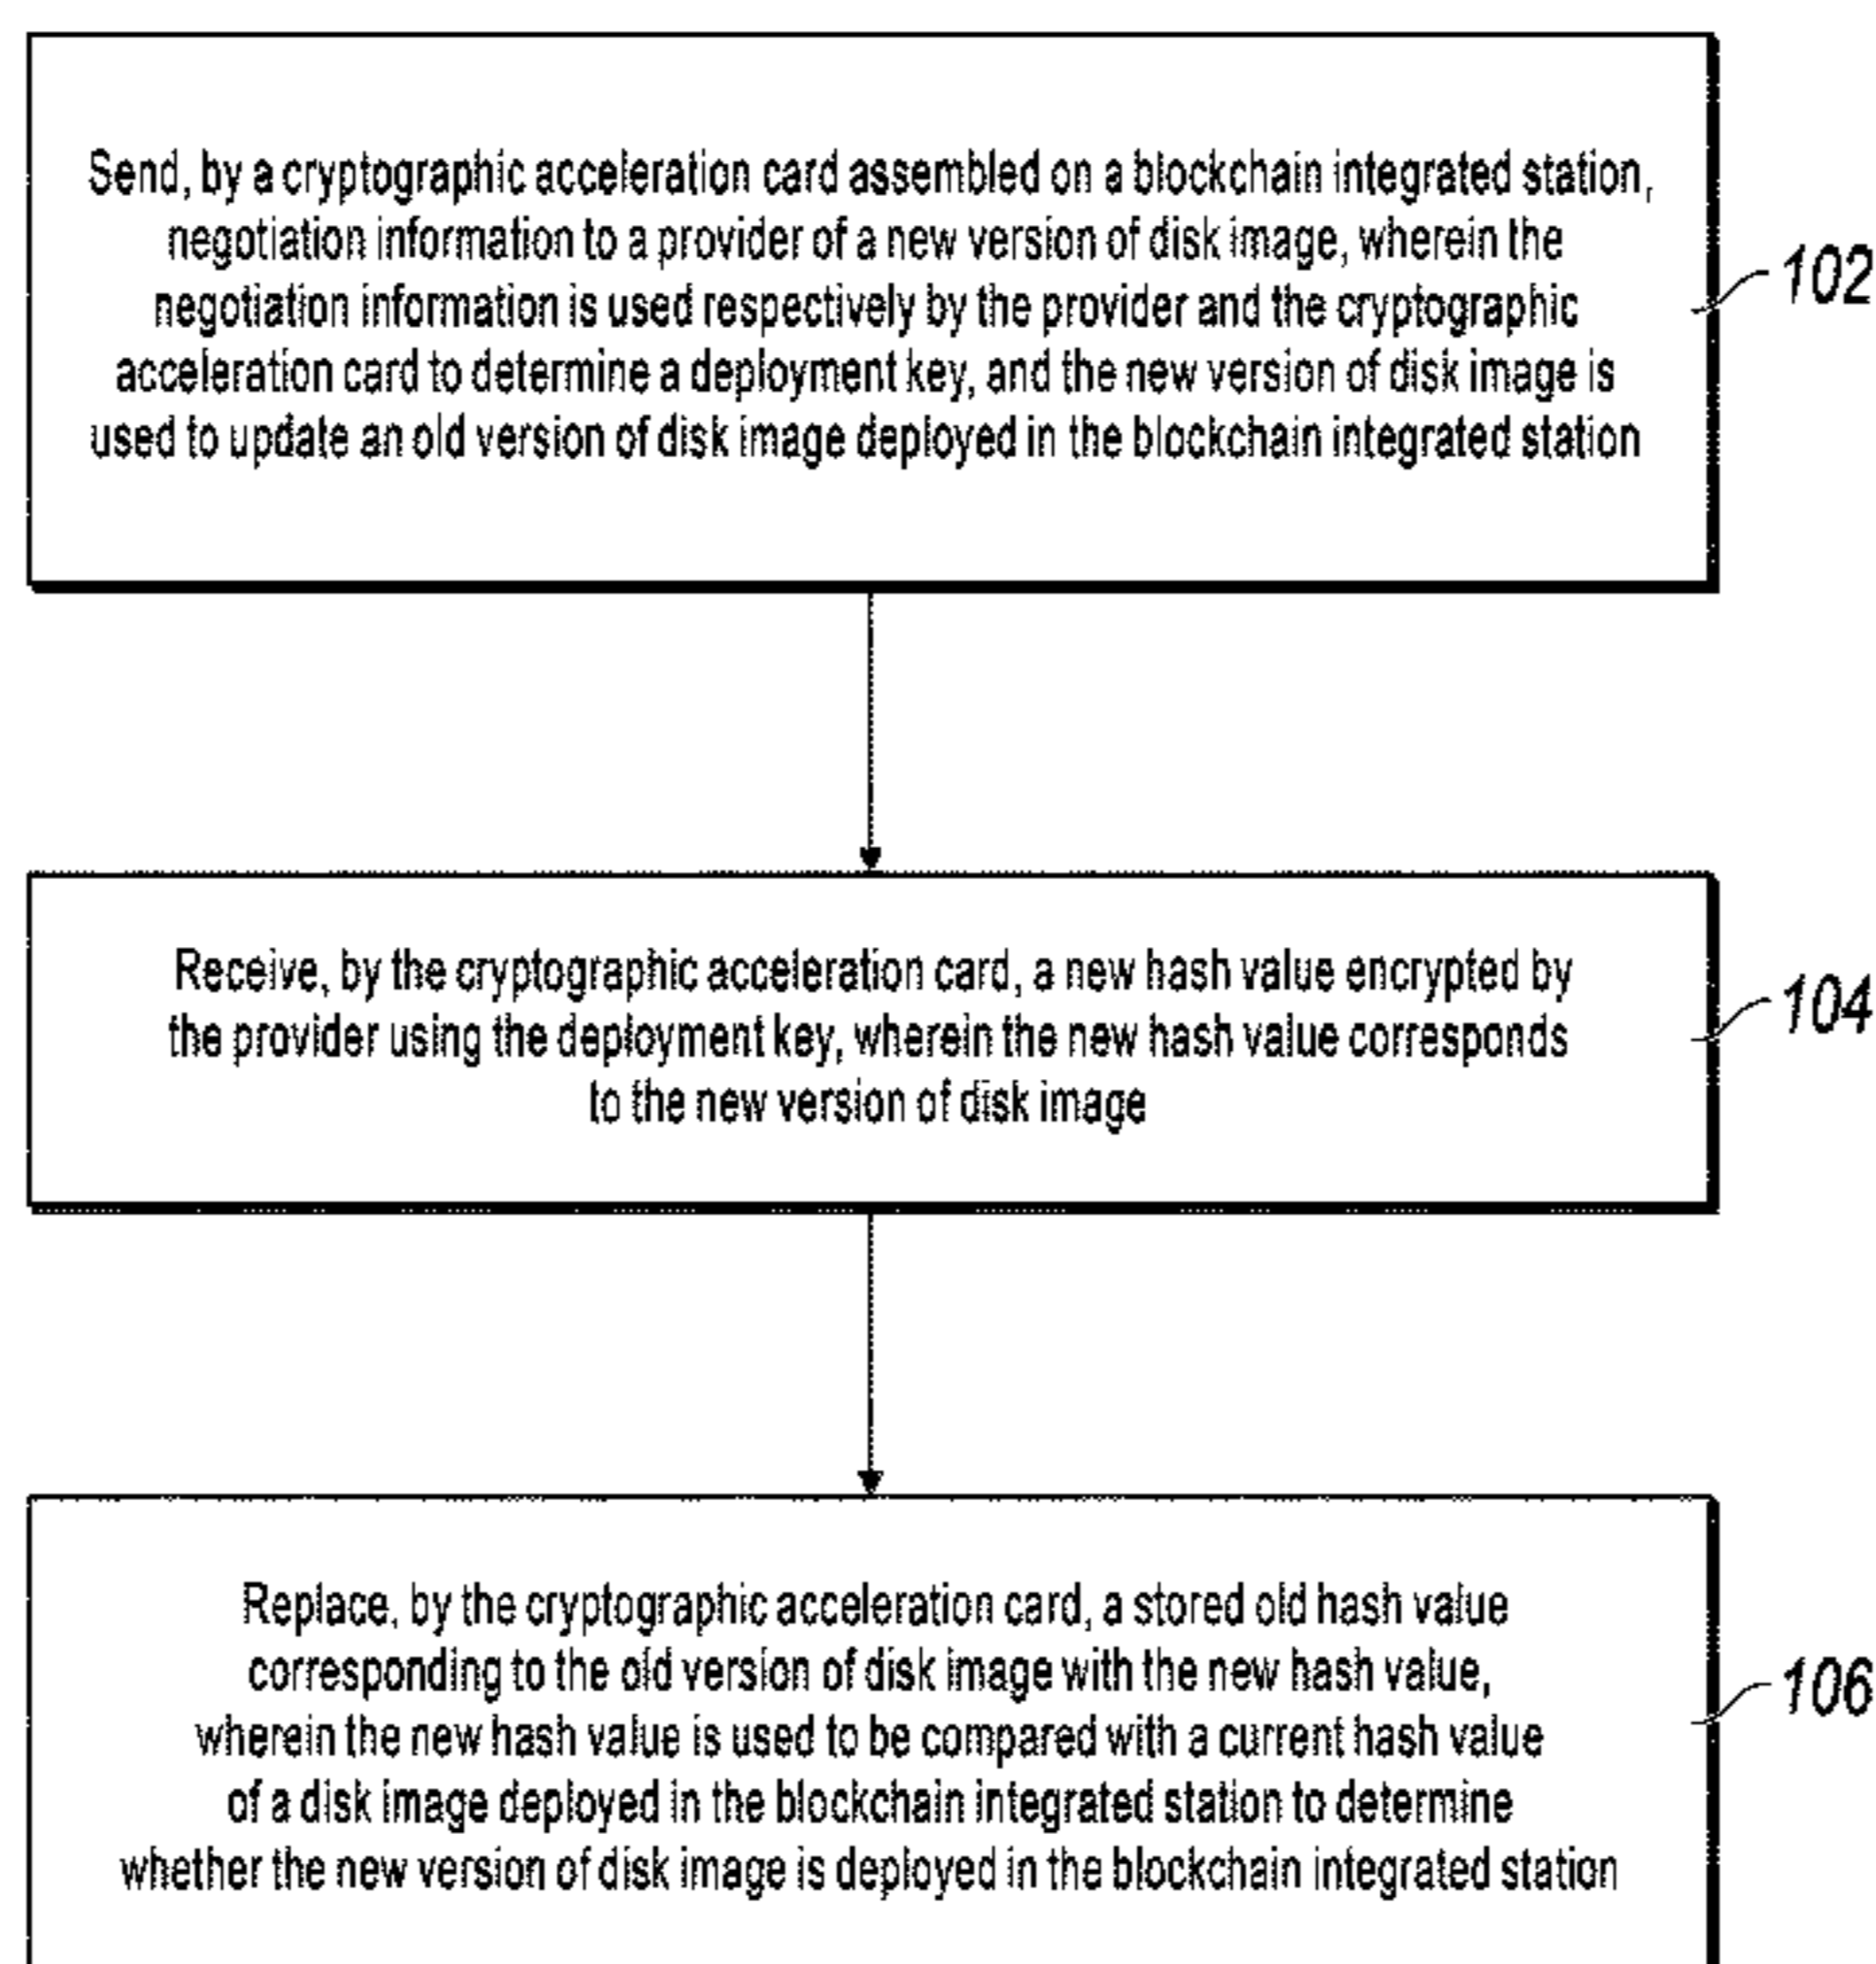 Send, by a cryptographic acceleration card assembled on a blockchain integrated station,
negotiation information to a provider of a new version of disk image, wherein the
negotiation information is used respectively by the provider and the cryptographic
acceleration card to determine a deployment key, and the new version of disk image is
used to update an old version of disk image deployed in the blockchain integrated station
102
Receive, by the cryptographic acceleration card, a new hash value encrypted by
the provider using the deployment key, wherein the new hash value corresponds
to the new version of disk image
104
Replace, by the cryptographic acceleration card, a stored old hash value
corresponding to the old version of disk image with the new hash value,
wherein the new hash value is used to be compared with a current hash value
of a disk image deployed in the blockchain integrated station to determine
whether the new version of disk image is deployed in the blockchain integrated station
106